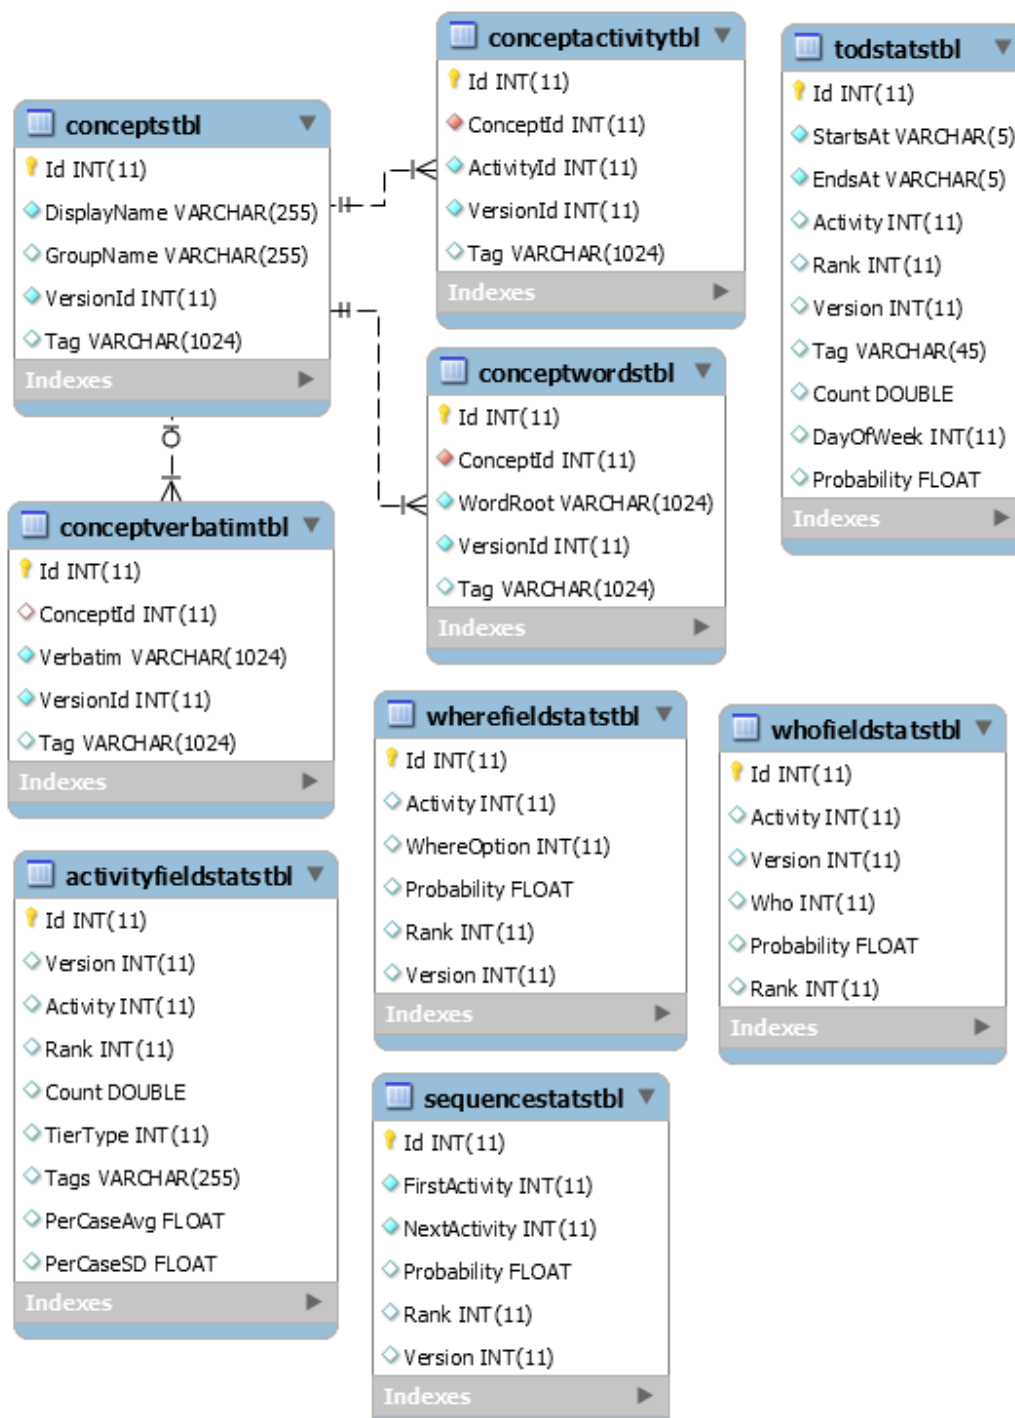 conceptstbl
Id INT(11)
DisplayName VARCHAR(255)
GroupName VARCHAR(255)
VersionId INT(11)
Tag VARCHAR(1024)
Indexes
conceptactivitytbl
Id INT(11)
ConceptId INT(11)
ActivityId INT(11)
VersionId INT(11)
Tag VARCHAR(1024)
Indexes
todstatstbl
Id INT(11)
StartsAt VARCHAR(5)
EndsAt VARCHAR(5)
Activity INT(11)
Rank INT(11)
Version INT(11)
Tag VARCHAR(45)
Count DOUBLE
DayOfWeek INT(11)
Probability FLOAT
Indexes
conceptwordstbl
Id INT(11)
ConceptId INT(11)
WordRoot VARCHAR(1024)
VersionId INT(11)
Tag VARCHAR(1024)
Indexes
conceptverbatimtbl
Id INT(11)
ConceptId INT(11)
Verbatim VARCHAR(1024)
VersionId INT(11)
Tag VARCHAR(1024)
Indexes
wherefieldstatstbl
Id INT(11)
Activity INT(11)
WhereOption INT(11)
Probability FLOAT
Rank INT(11)
Version INT(11)
Indexes
whofieldstatstbl
Id INT(11)
Activity INT(11)
Version INT(11)
Who INT(11)
Probability FLOAT
Rank INT(11)
Indexes
activityfieldstatstbl
Id INT(11)
Version INT(11)
Activity INT(11)
Rank INT(11)
Count DOUBLE
TierType INT(11)
Tags VARCHAR(255)
PerCaseAvg FLOAT
PerCaseSD FLOAT
Indexes
sequencestatstbl
Id INT(11)
FirstActivity INT(11)
NextActivity INT(11)
Probability FLOAT
Rank INT(11)
Version INT(11)
Indexes